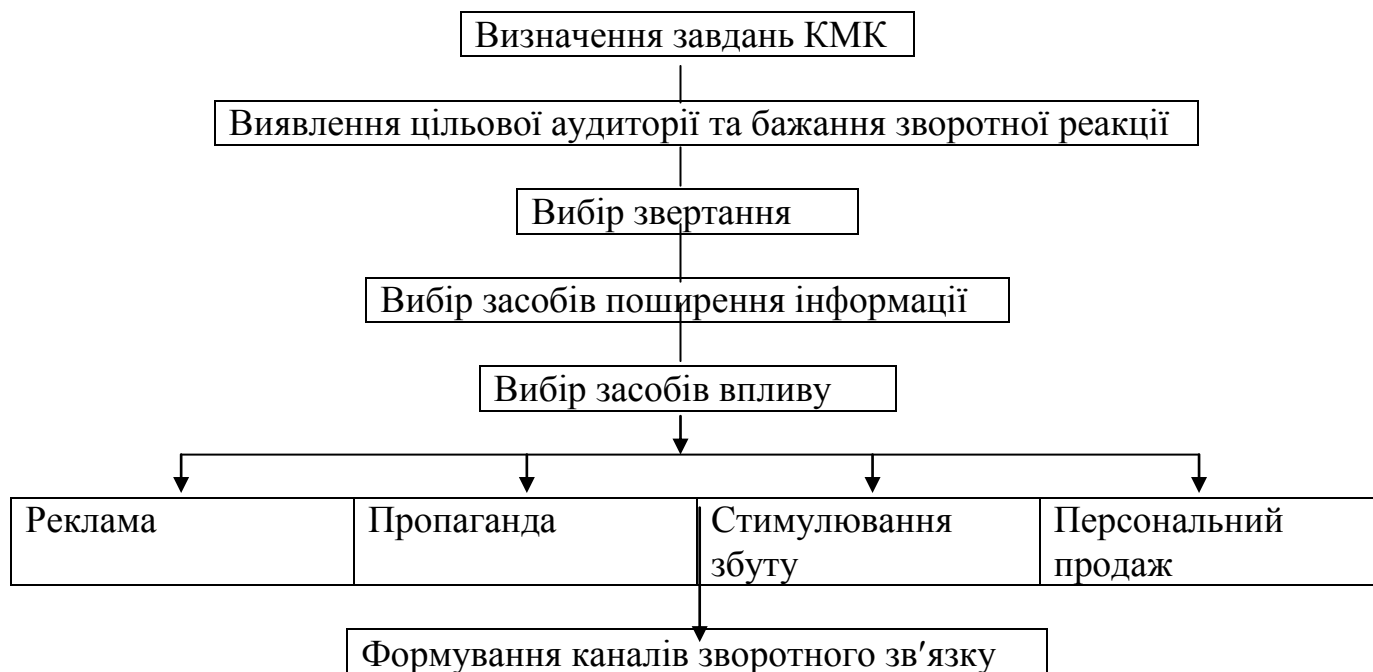 Визначення завдань КМК
Виявлення цільової аудиторії та бажання зворотної реакції
Вибір звертання
Вибір засобів поширення інформації
Вибір засобів впливу
Реклама
Пропаганда
Стимулювання
збуту
Персональний
продаж
Формування каналів зворотного зв′язку